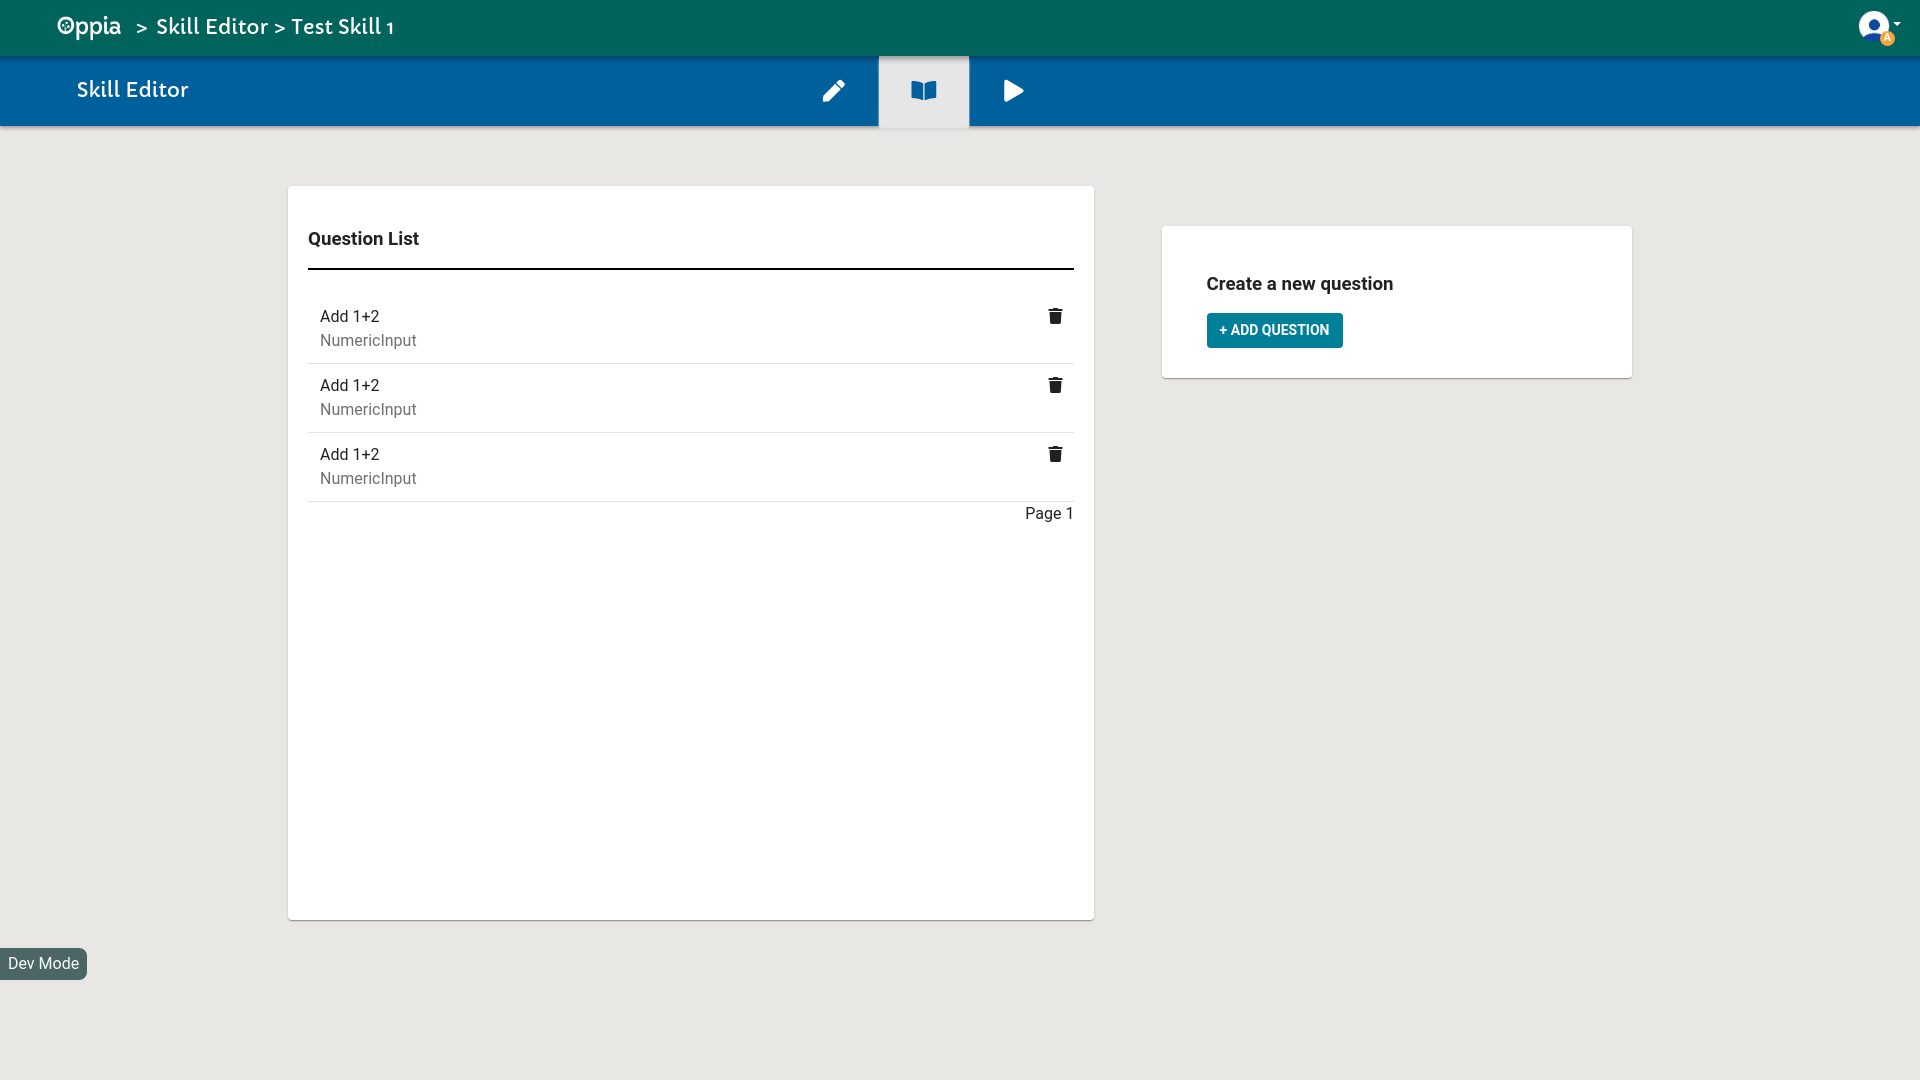 Oppia > Skill Editor > Test Skill 1
A
Skill Editor
Question List
Add 1+2
NumericInput
Add 1+2
NumericInput
Add 1+2
NumericInput
Page 1
Create a new question
+ ADD QUESTION
Dev Mode